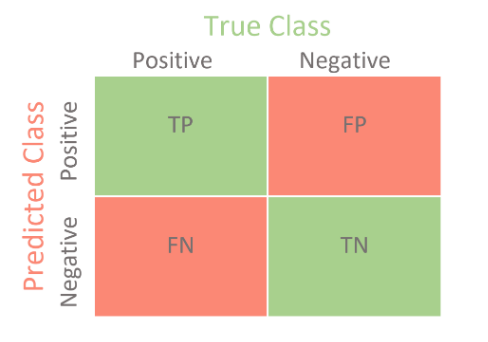 True Class
Positive Negative
Predicted Class
Positive
TP FP
Negative
FN TN